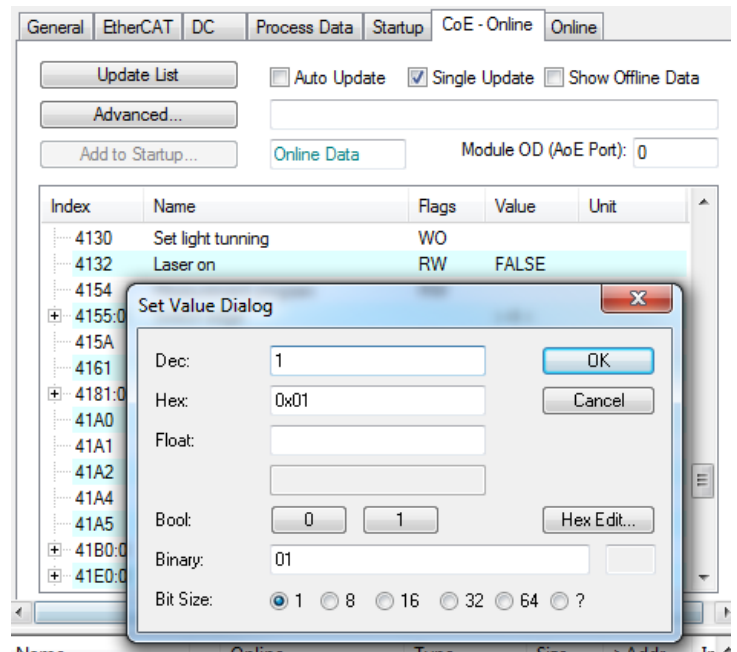 General EtherCAT DC Process Data Startup CoE - Online Online
Update List Auto Update Single Update Show Offline Data
Advanced...
Add to Startup... Online Data Module OD (AoE Port): 0
Index Name Flags Value Unit
4130 Set light tunning WO
4132 Laser on RW FALSE
4154
Set Value Dialog
4155:0
415A
Dec: 1 OK
4161
4181:0
Hex: 0x01 Cancel
41A0
Float:
41A1
41A2
41A4
41A5
Bool: 0 1 Hex Edit...
41B0:0
Binary: 01
41E0:0
Bit Size: 1 8 16 32 64 ?